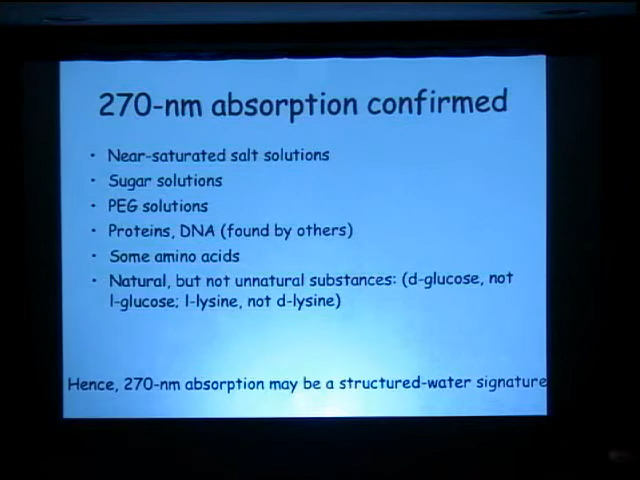 270-nm absorption confirmed
• Near-saturated salt solutions
• Sugar solutions
• PEG solutions
• Proteins, DNA (found by others)
• Some amino acids
• Natural, but not unnatural substances: (d-glucose, not
l-glucose; l-lysine, not d-lysine)
Hence, 270-nm absorption may be a structured-water signature